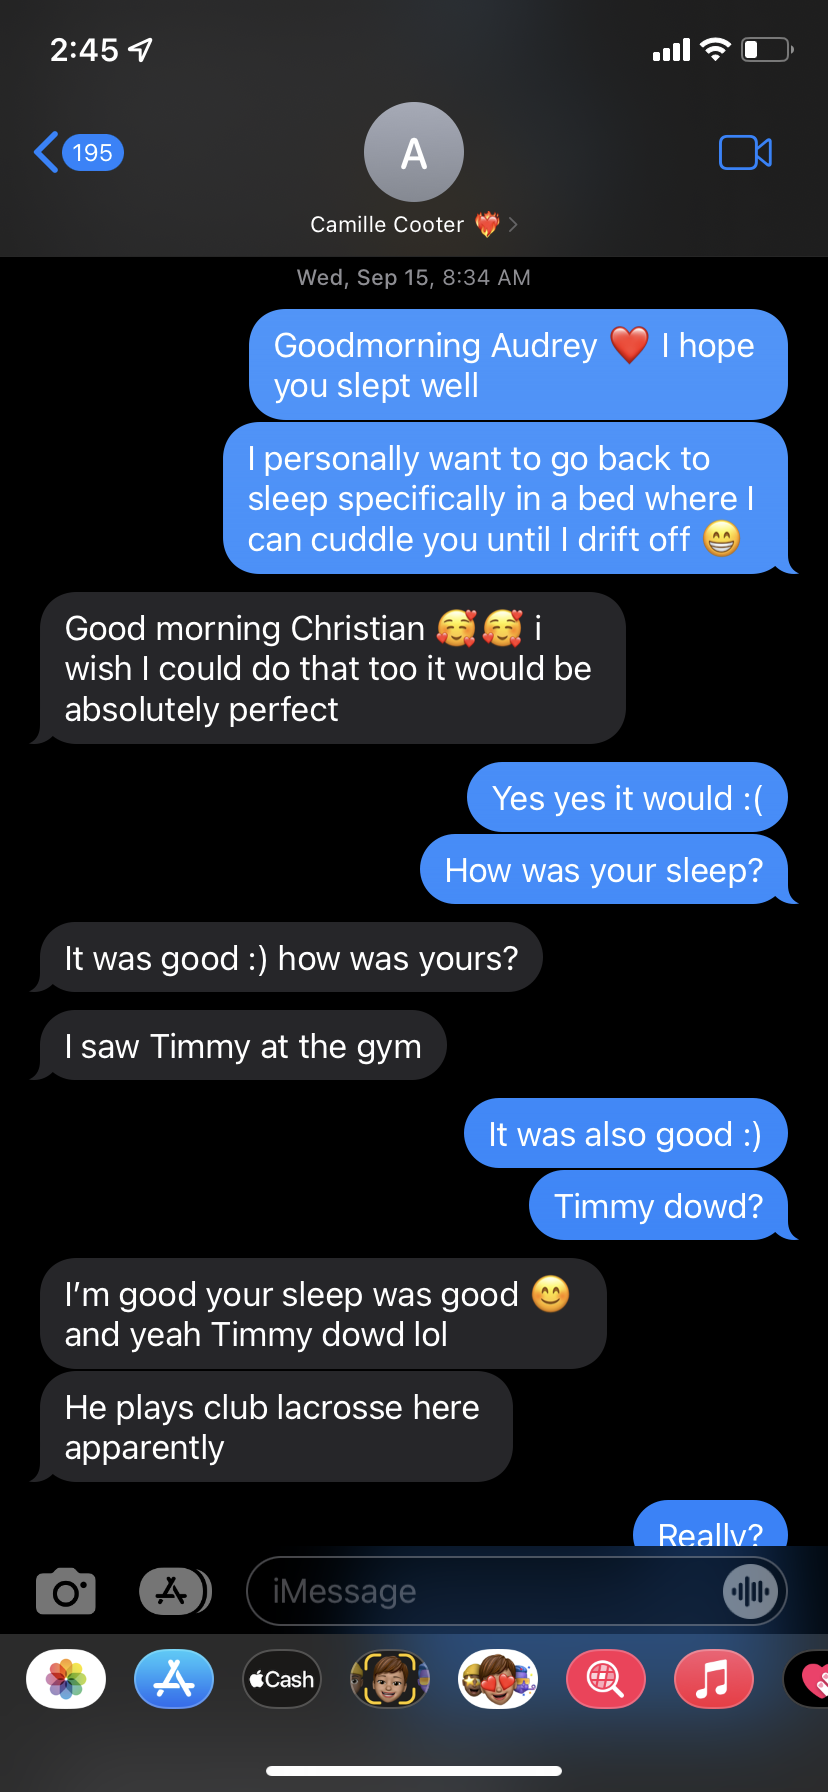 2:45
195
A
Camille Cooter ❤️‍🔥
Wed, Sep 15, 8:34 AM
Goodmorning Audrey ❤️ I hope
you slept well
I personally want to go back to
sleep specifically in a bed where I
can cuddle you until I drift off 😁
Good morning Christian 🥰🥰 i
wish I could do that too it would be
absolutely perfect
Yes yes it would :(
How was your sleep?
It was good :) how was yours?
I saw Timmy at the gym
It was also good :)
Timmy dowd?
I’m good your sleep was good 😊
and yeah Timmy dowd lol
He plays club lacrosse here
apparently
Really?
iMessage
Cash